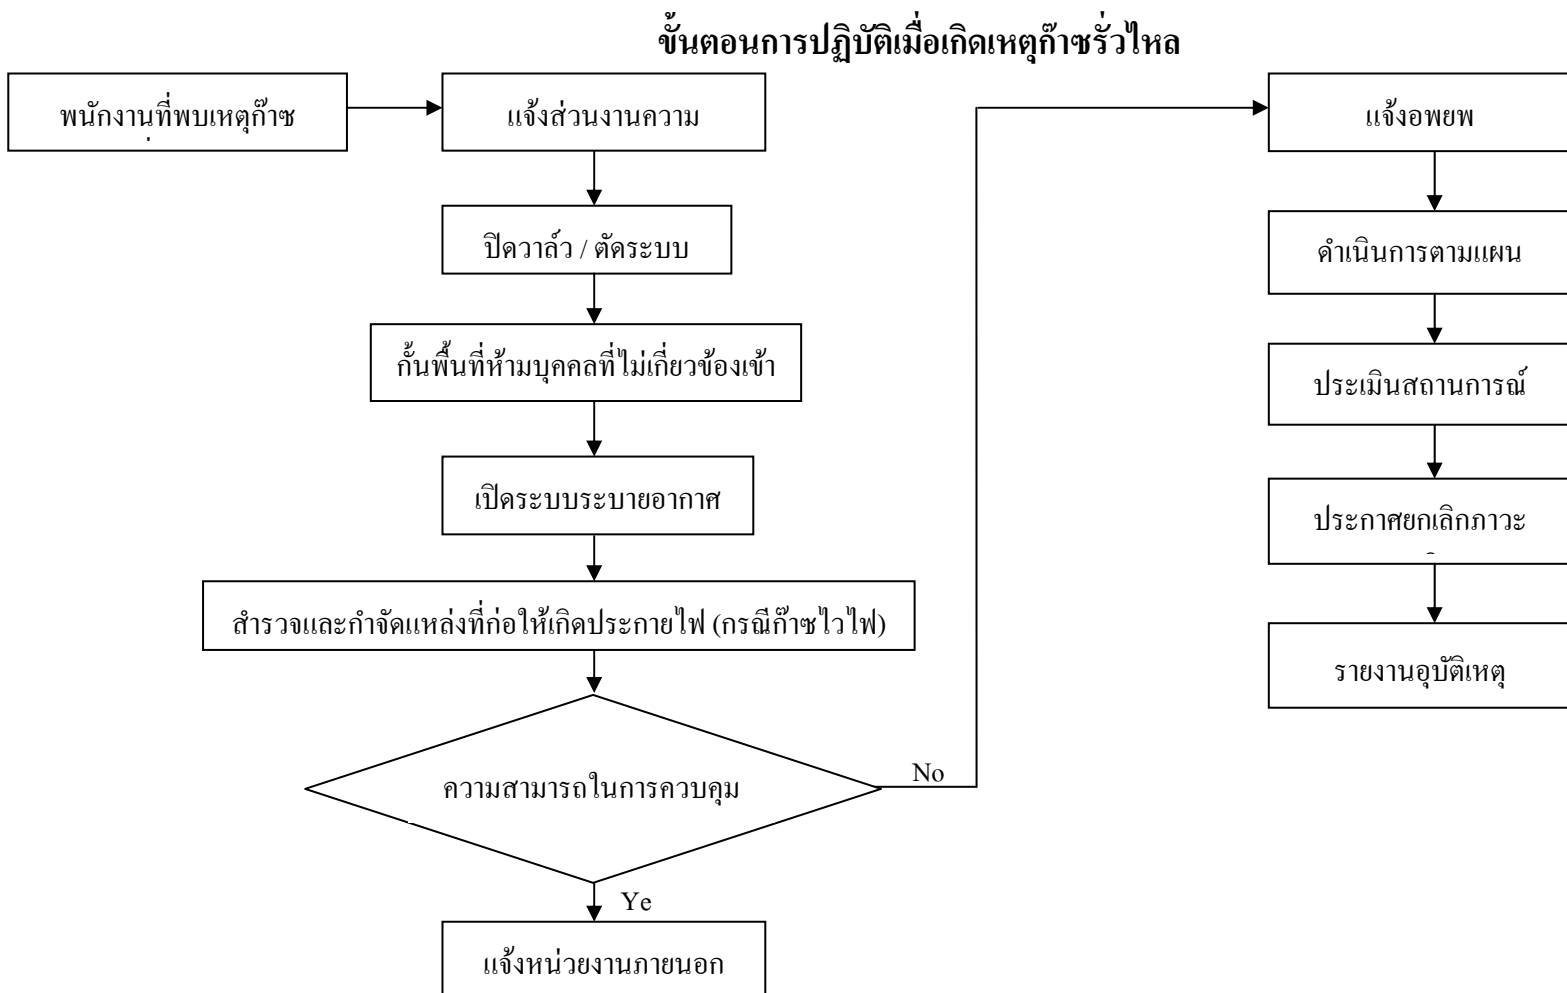 ขั้นตอนการปฏิบัติเมื่อเกิดเหตุก๊าซรั่วไหล
พนักงานที่พบเหตุก๊าซ
แจ้งส่วนงานความ
ปิดวาล์ว / ตัดระบบ
กั้นพื้นที่ห้ามบุคคลที่ไม่เกี่ยวข้องเข้า
เปิดระบบระบายอากาศ
สำรวจและกำจัดแหล่งที่ก่อให้เกิดประกายไฟ (กรณีก๊าซไวไฟ)
ความสามารถในการควบคุม
No
Ye
แจ้งหน่วยงานภายนอก
แจ้งอพยพ
ดำเนินการตามแผน
ประเมินสถานการณ์
ประกาศยกเลิกภาวะ
รายงานอุบัติเหตุ